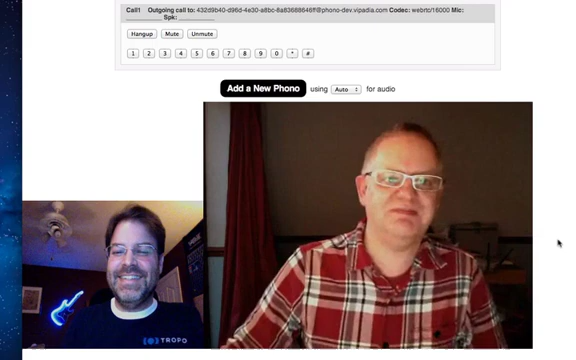 Call1 Outgoing call to: 432d9b40-d96d-4e30-a8bc-8a83688646ff@phono-dev.vipadia.com Codec: webrtc/16000 Mic:
Spk:
Hangup Mute Unmute
1 2 3 4 5 6 7 8 9 0 * #
Add a New Phono using Auto for audio
TROPO